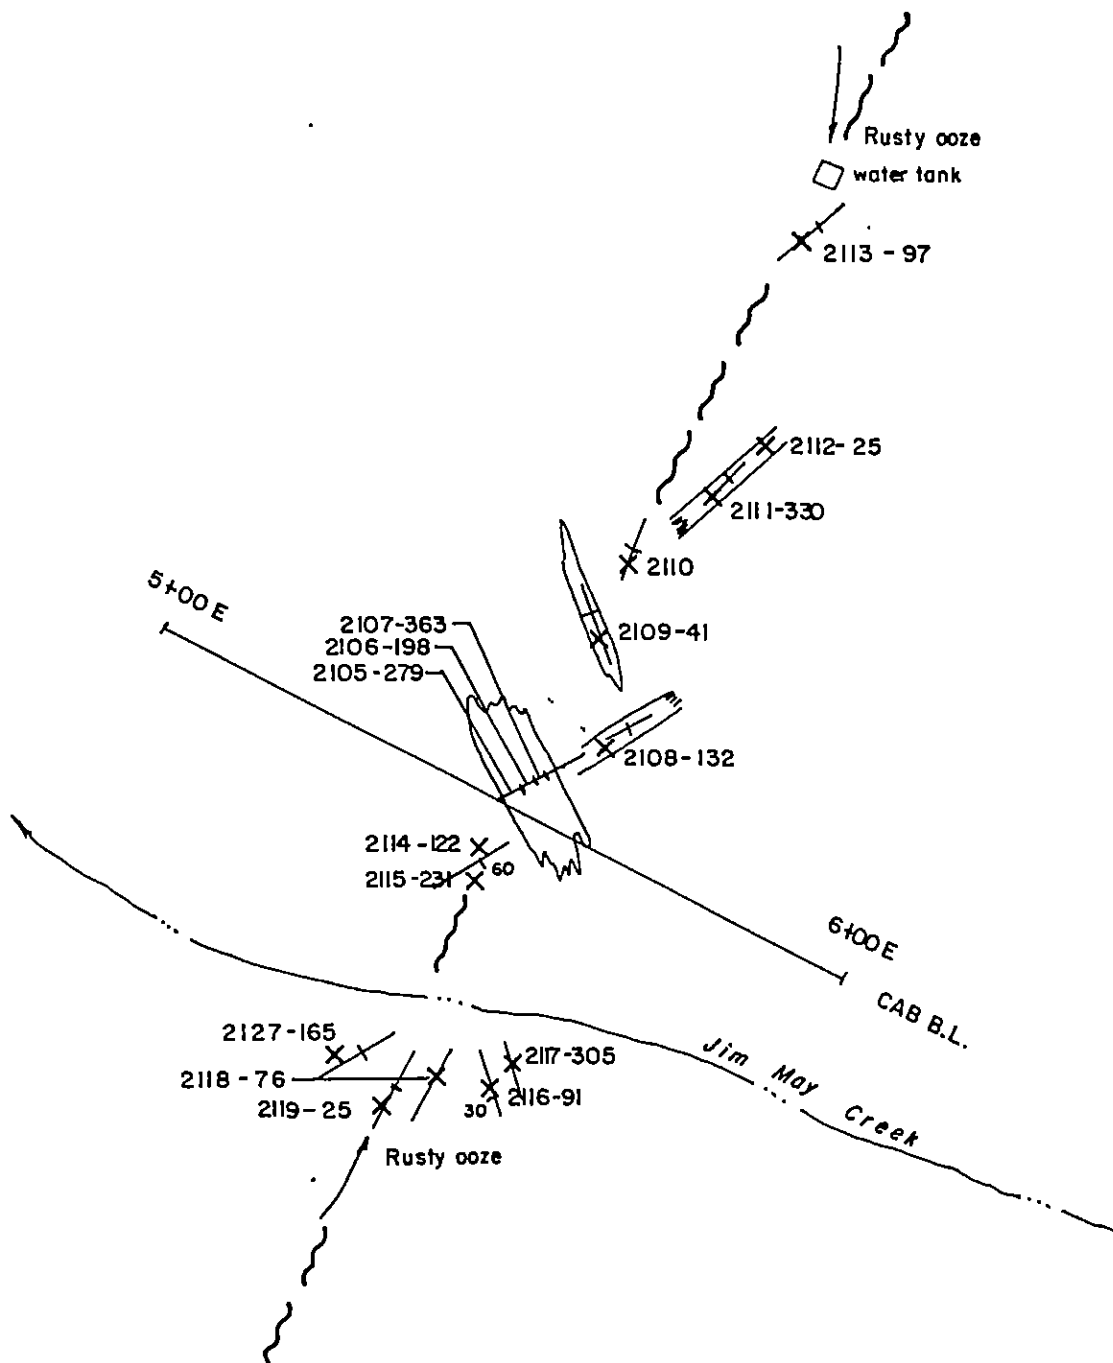 Rusty ooze
water tank
2113 - 97
2112 - 25
2111-330
2110
5+00 E
2107-363
2109-41
2106-198
2105-279
2108-132
2114-122
60
2115-231
6+00 E
CAB B.L.
2127-165
Jim May Creek
2117-305
2118 - 76
2116-91
30
2119-25
Rusty ooze